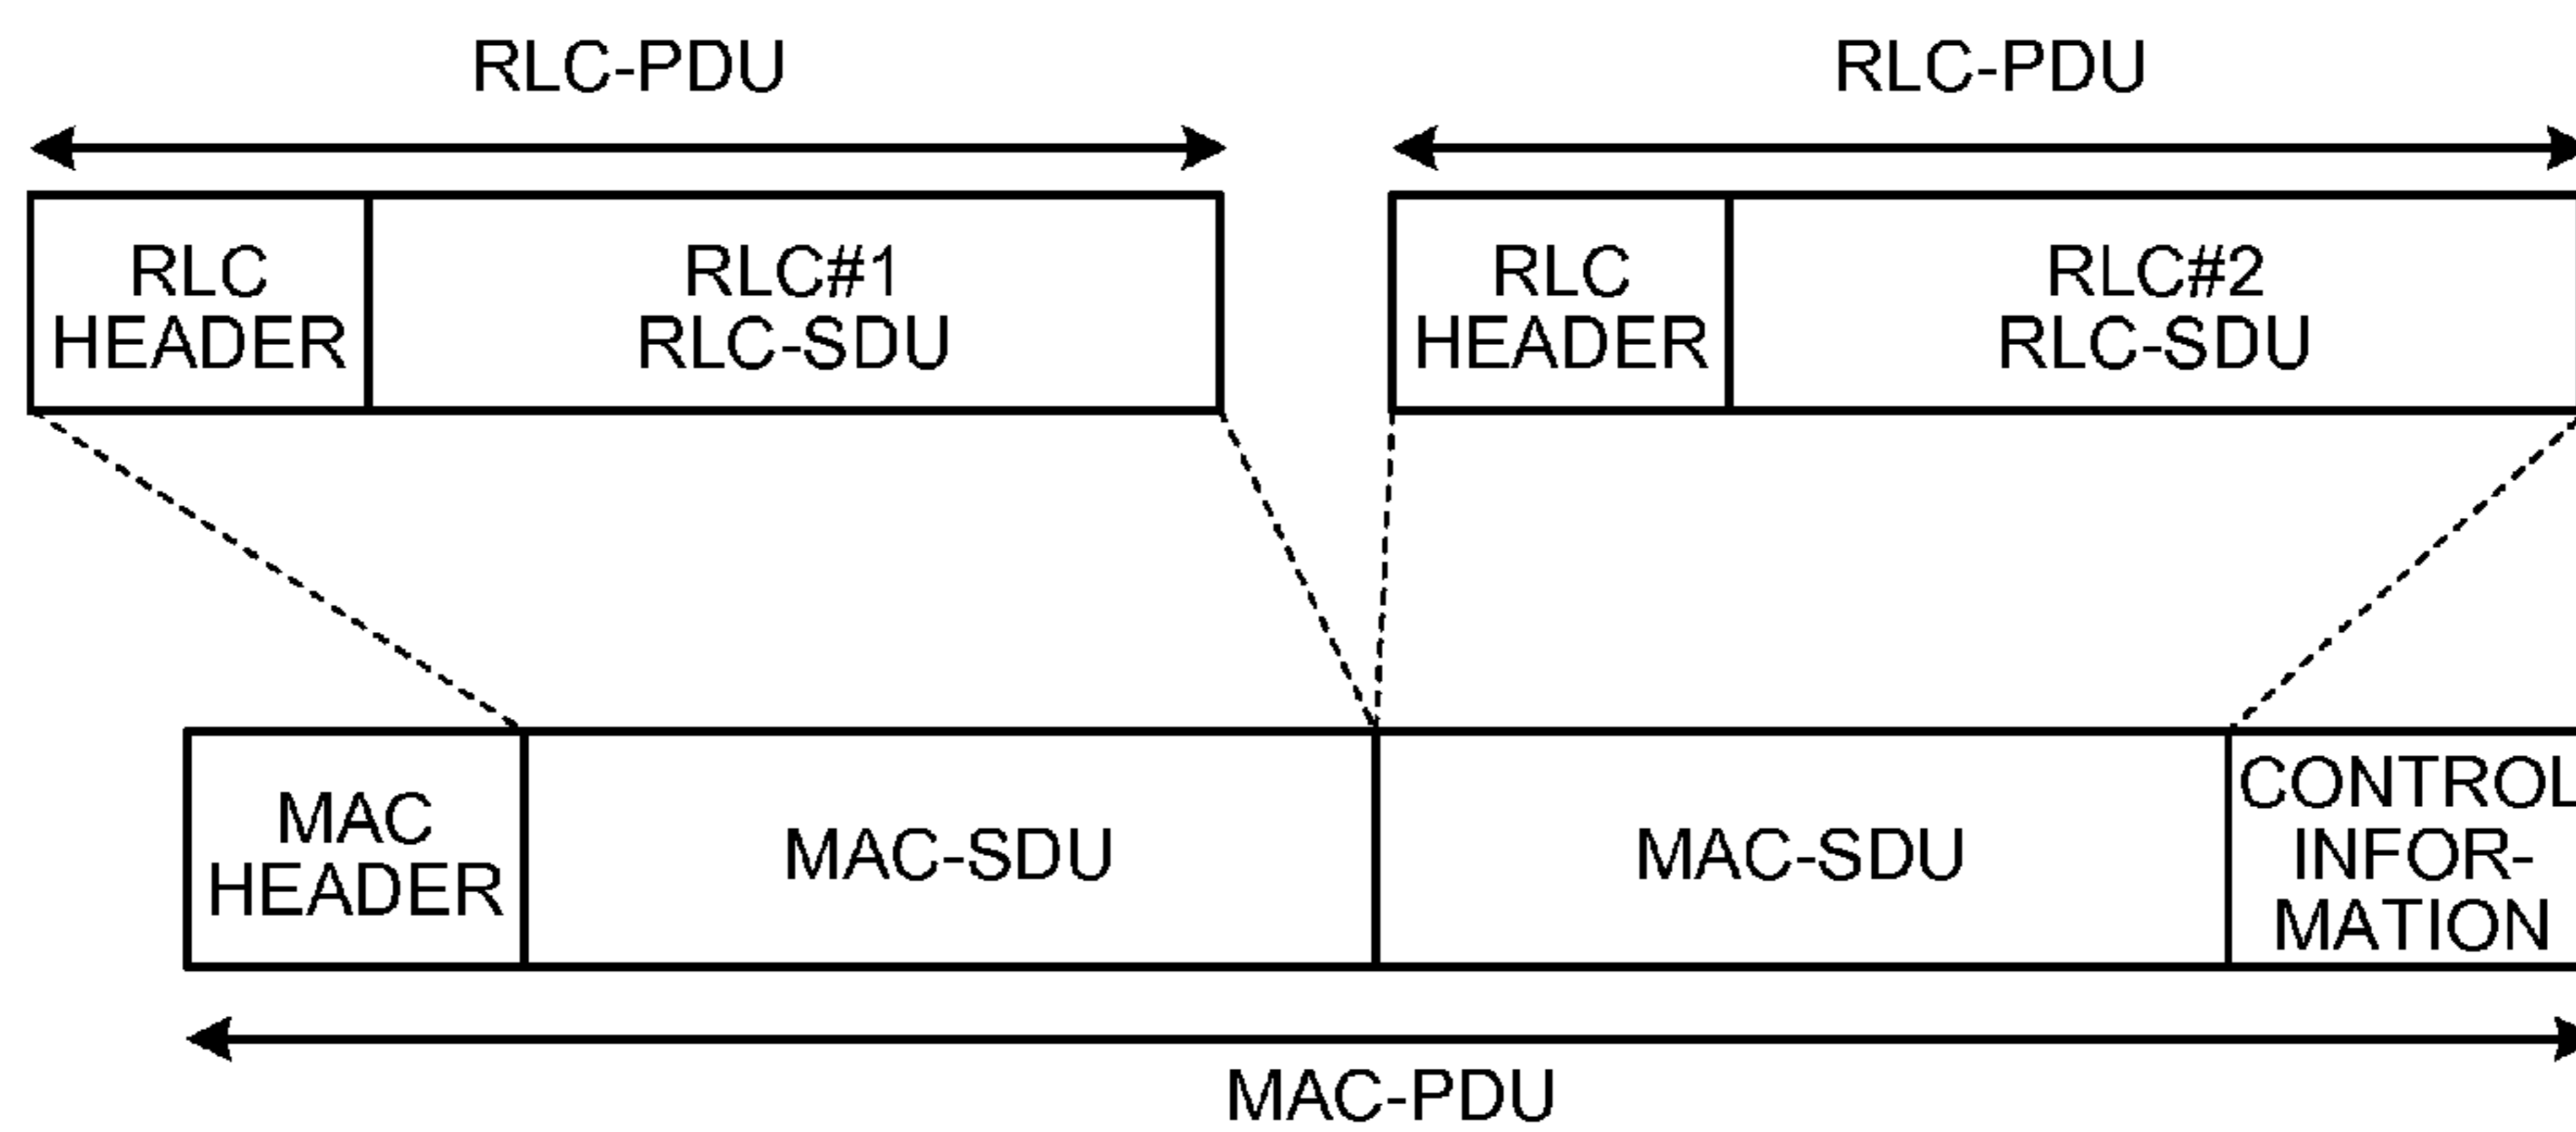 RLC-PDU
RLC-PDU
RLC
HEADER
RLC#1
RLC-SDU
RLC
HEADER
RLC#2
RLC-SDU
MAC
HEADER
MAC-SDU
MAC-SDU
CONTROL
INFOR-
MATION
MAC-PDU